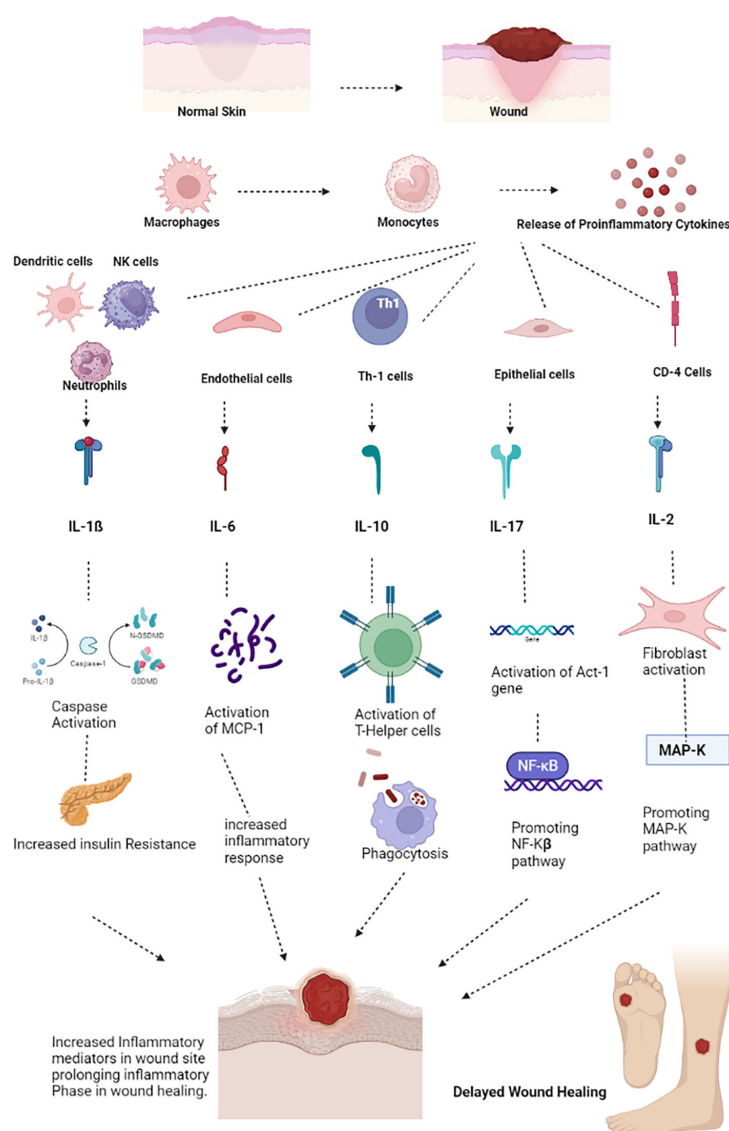 Normal Skin
Wound
Macrophages
Monocytes
Release of Proinflammatory Cytokines
Dendritic cells
NK cells
Th1
Neutrophils
Endothelial cells
Th-1 cells
Epithelial cells
CD-4 Cells
IL-1ß
IL-6
IL-10
IL-17
IL-2
IL-1β
N-GSDMD
Caspase-1
Pro-IL-1β
GSDMD
Gene
Caspase
Activation
Activation
of MCP-1
Activation of
T-Helper cells
Activation of Act-1
gene
Fibroblast
activation
NF-κB
MAP-K
Increased insulin Resistance
increased
inflammatory
response
Phagocytosis
Promoting
NF-Kβ
pathway
Promoting
MAP-K
pathway
Increased Inflammatory
mediators in wound site
prolonging inflammatory
Phase in wound healing.
Delayed Wound Healing